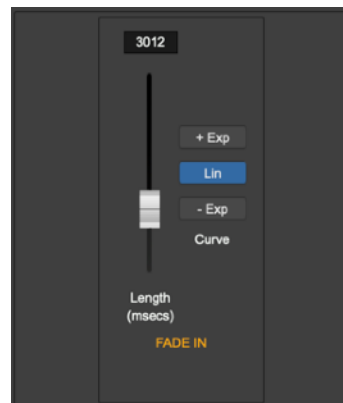 3012
+ Exp
Lin
- Exp
Curve
Length
(msecs)
FADE IN